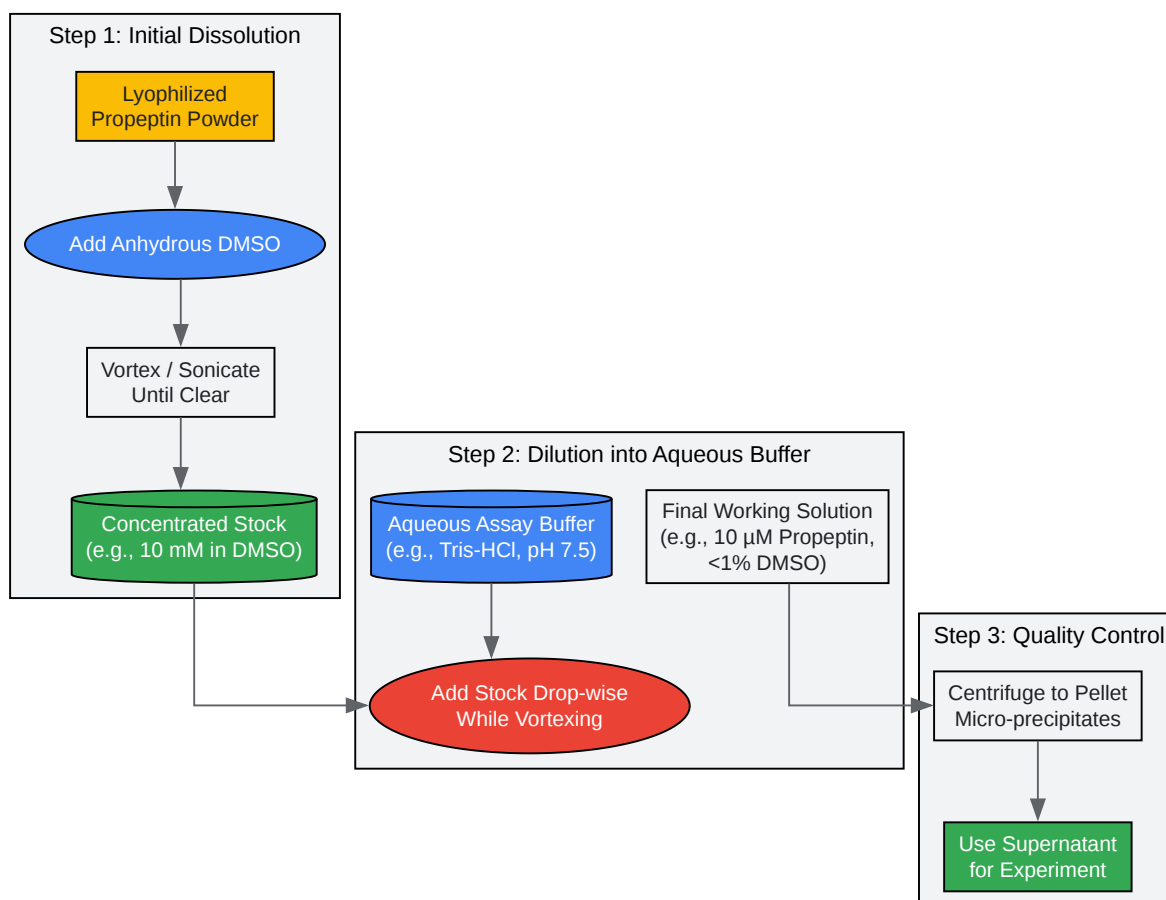 Step 1: Initial Dissolution
Lyophilized
Propeptin Powder
Add Anhydrous DMSO
Vortex / Sonicate
Until Clear
Concentrated Stock
(e.g., 10 mM in DMSO)
Step 2: Dilution into Aqueous Buffer
Aqueous Assay Buffer
(e.g., Tris-HCl, pH 7.5)
Final Working Solution
(e.g., 10 µM Propeptin,
<1% DMSO)
Add Stock Drop-wise
While Vortexing
Step 3: Quality Control
Centrifuge to Pellet
Micro-precipitates
Use Supernatant
for Experiment